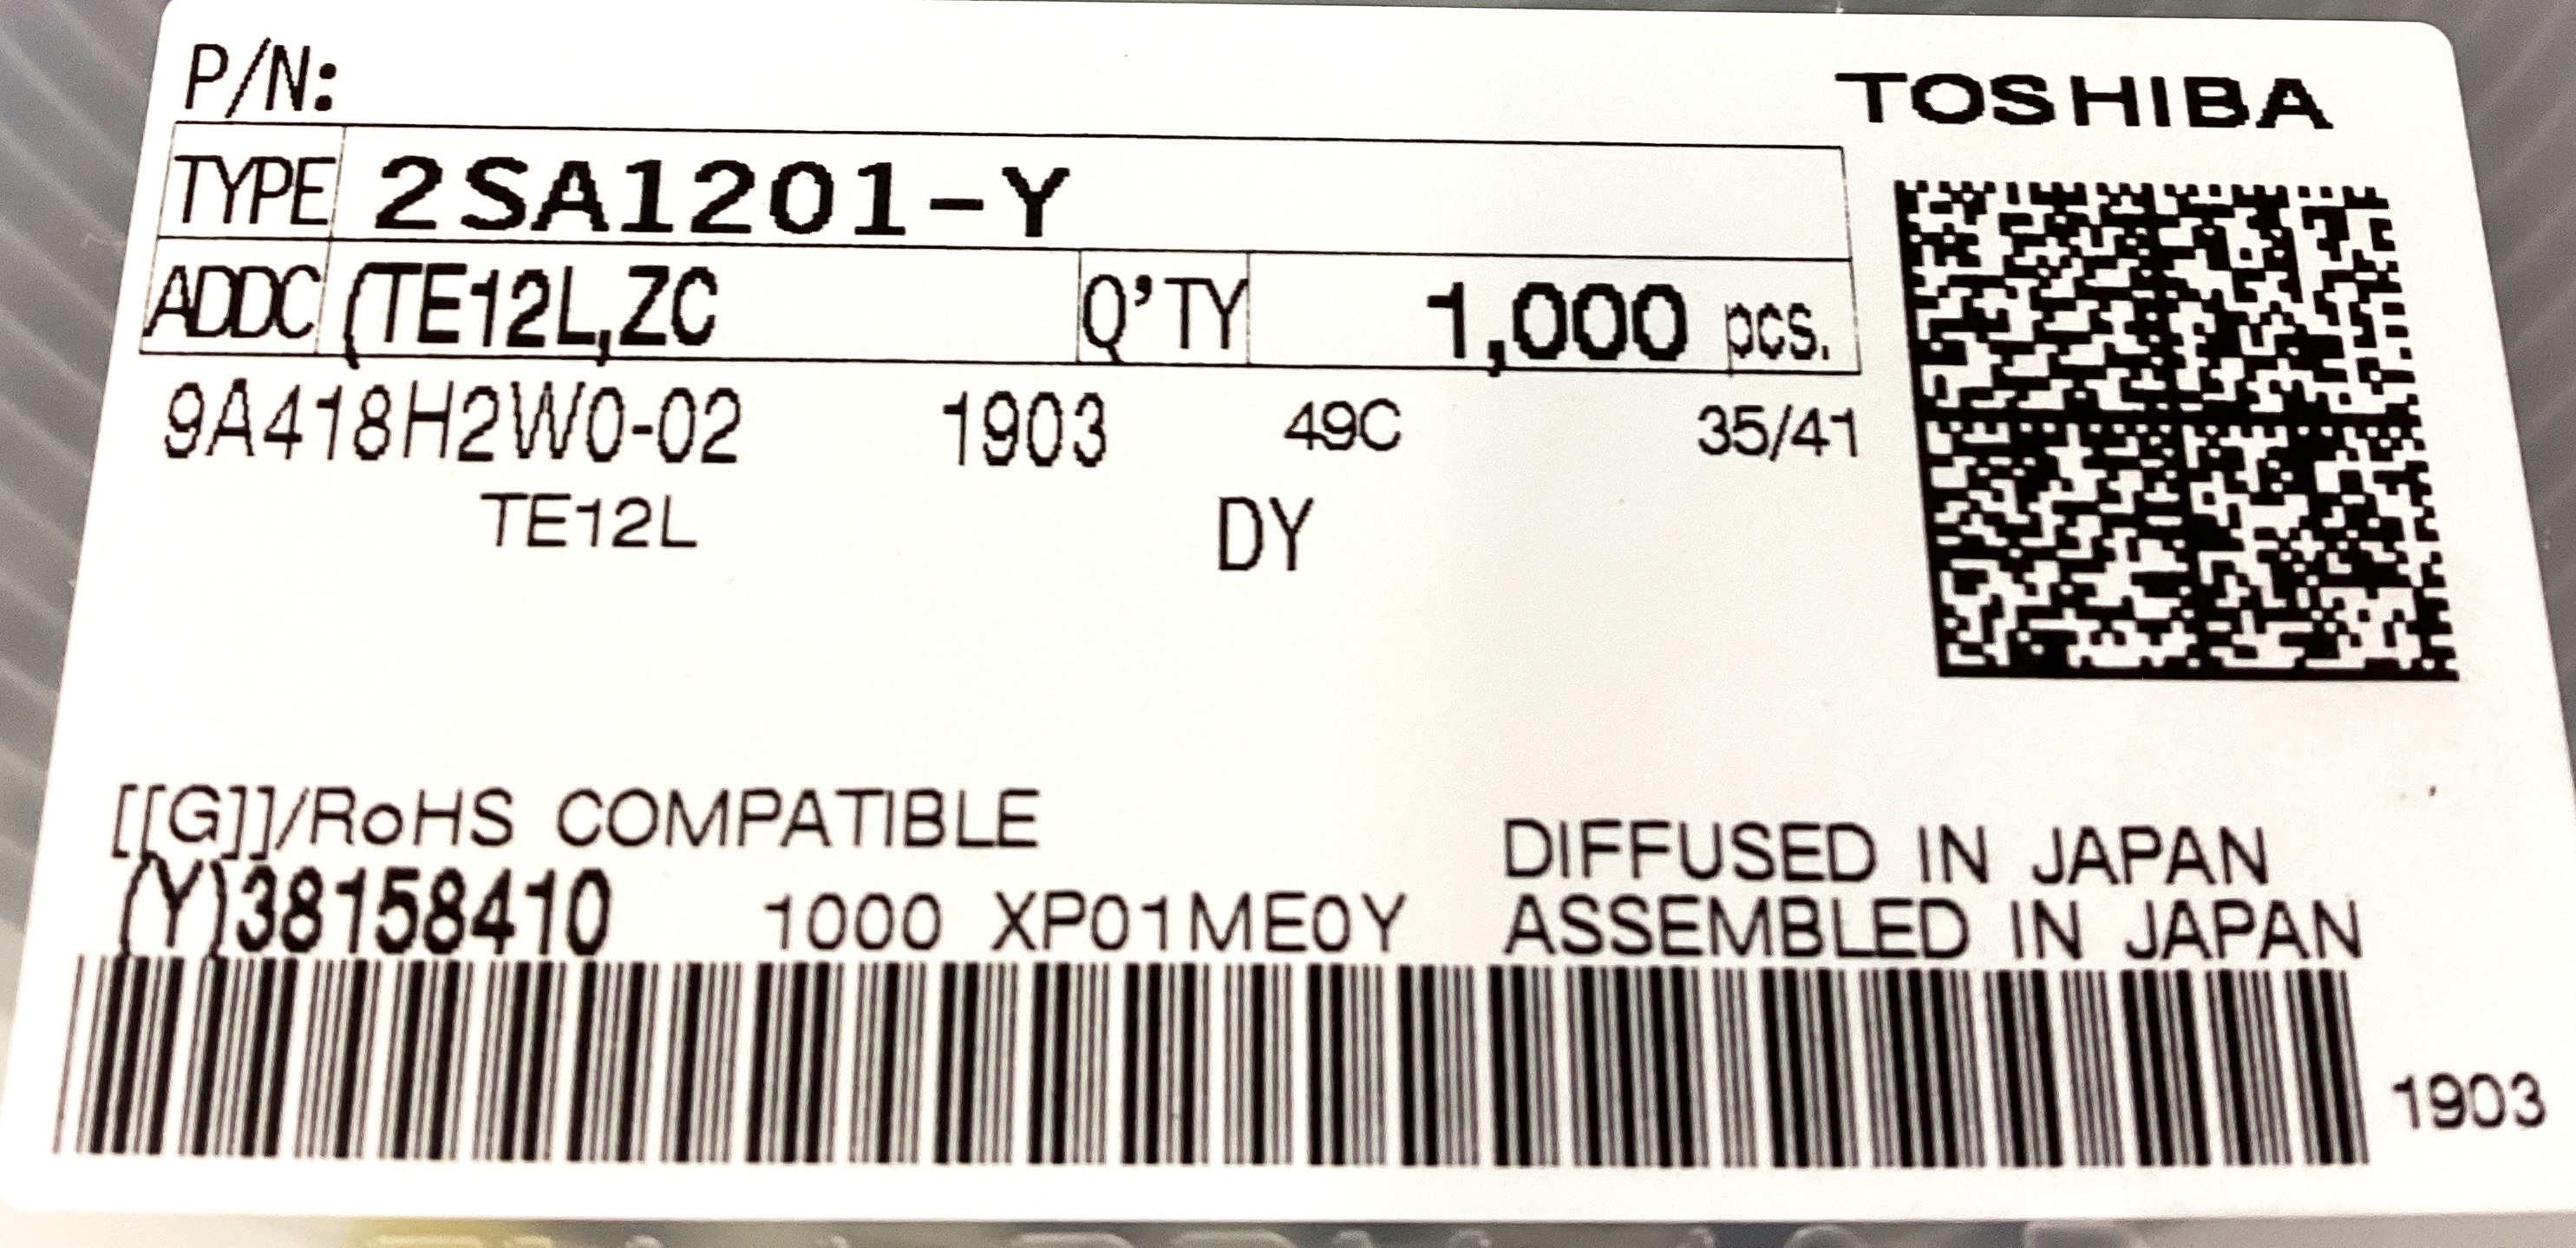 P/N:
TOSHIBA
TYPE 2SA1201-Y
ADDC (TE12L,ZC Q'TY 1,000 pcs.
9A418H2W0-02 1903 49C 35/41
TE12L DY
[[G]]/RoHS COMPATIBLE
DIFFUSED IN JAPAN
(Y)38158410 1000 XP01ME0Y ASSEMBLED IN JAPAN
1903